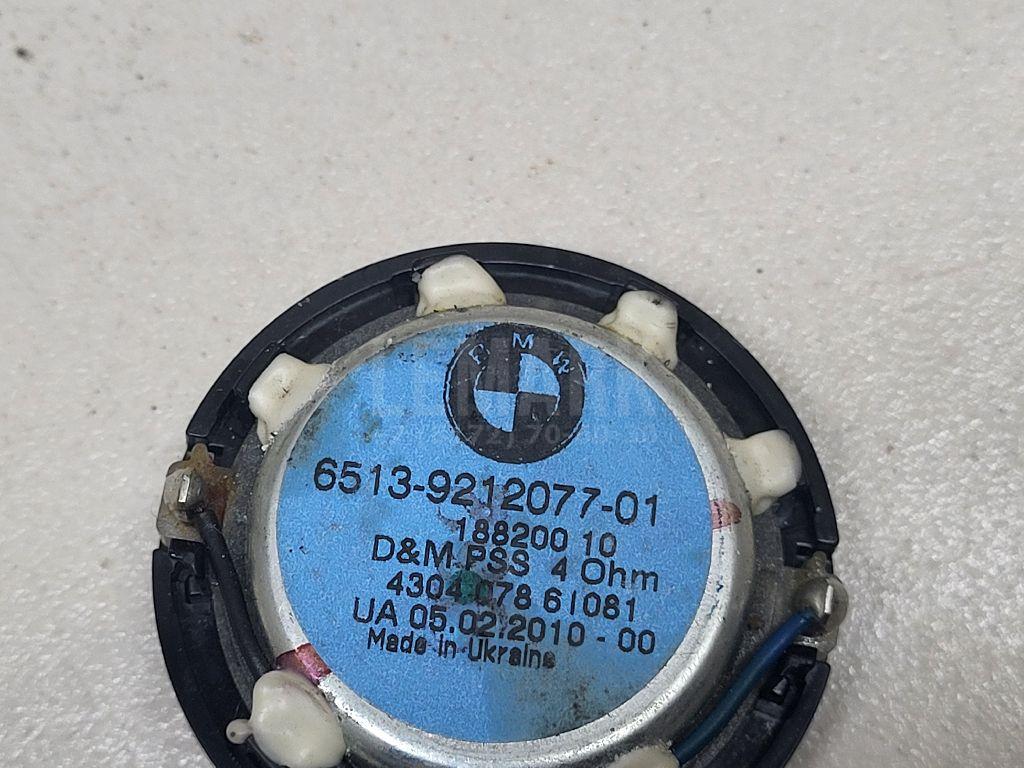 BMW
6513-9212077-01
188200 10
D&M PSS 4 Ohm
4304 078 61081
UA 05.02.2010 - 00
Made in Ukraine